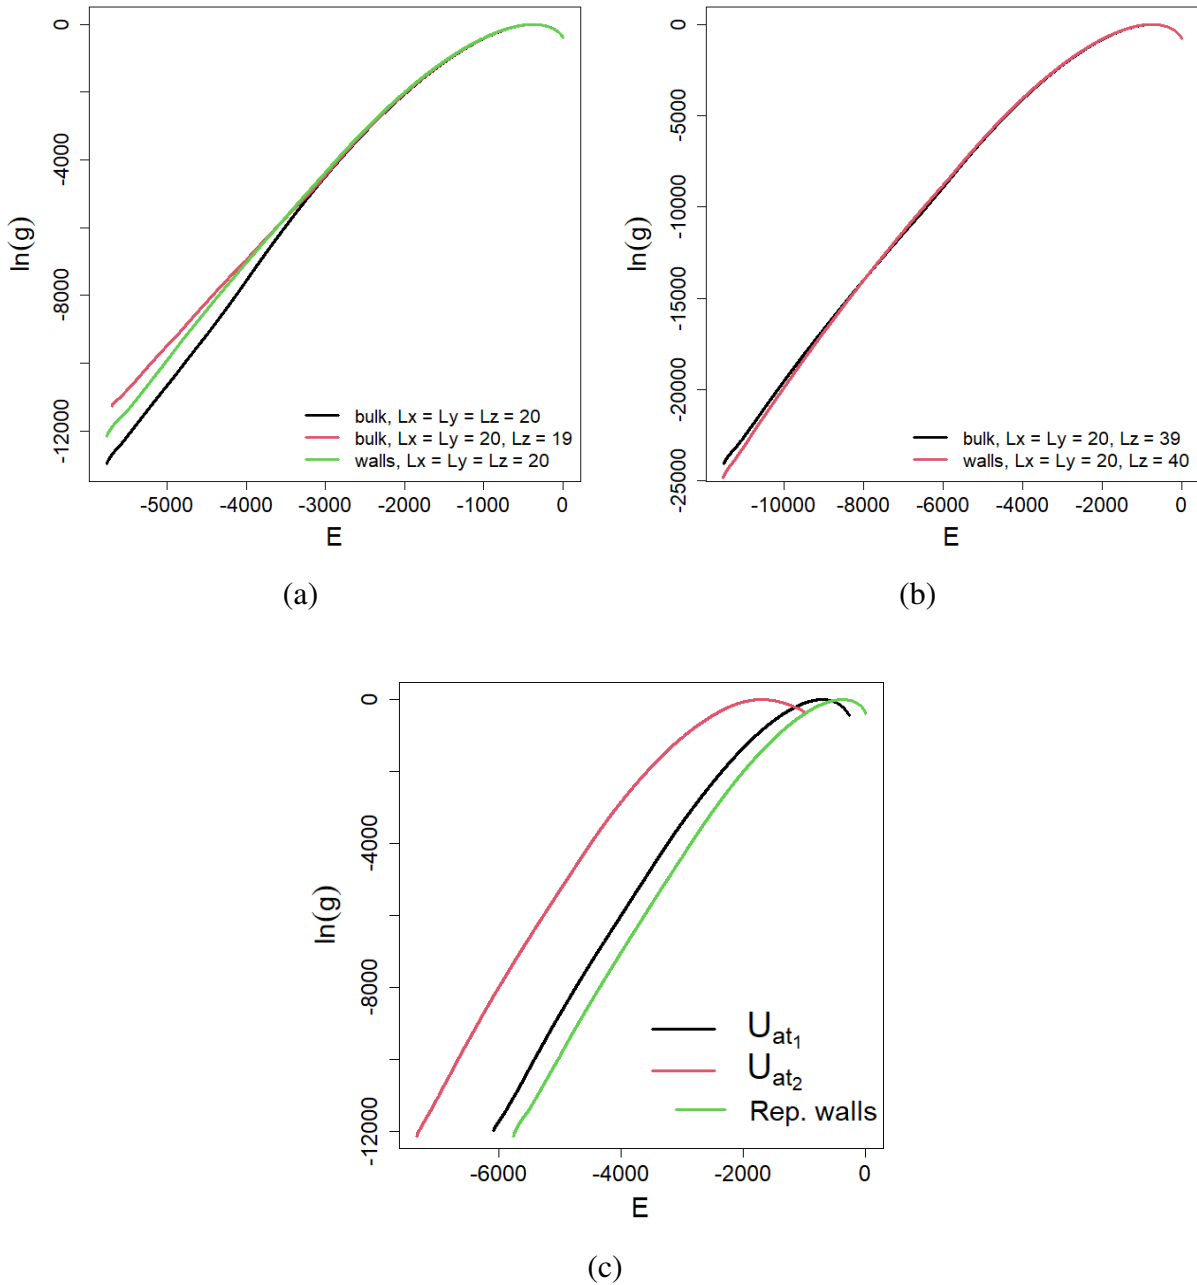 0
-4000
-8000
-12000
ln(g)
bulk, Lx = Ly = Lz = 20
bulk, Lx = Ly = 20, Lz = 19
walls, Lx = Ly = Lz = 20
-5000 -4000 -3000 -2000 -1000 0
E
(a)
0
-5000
-10000
-15000
-20000
-25000
ln(g)
bulk, Lx = Ly = 20, Lz = 39
walls, Lx = Ly = 20, Lz = 40
-10000 -8000 -6000 -4000 -2000 0
E
(b)
0
-4000
-8000
-12000
ln(g)
Uat1
Uat2
Rep. walls
-6000 -4000 -2000 0
E
(c)